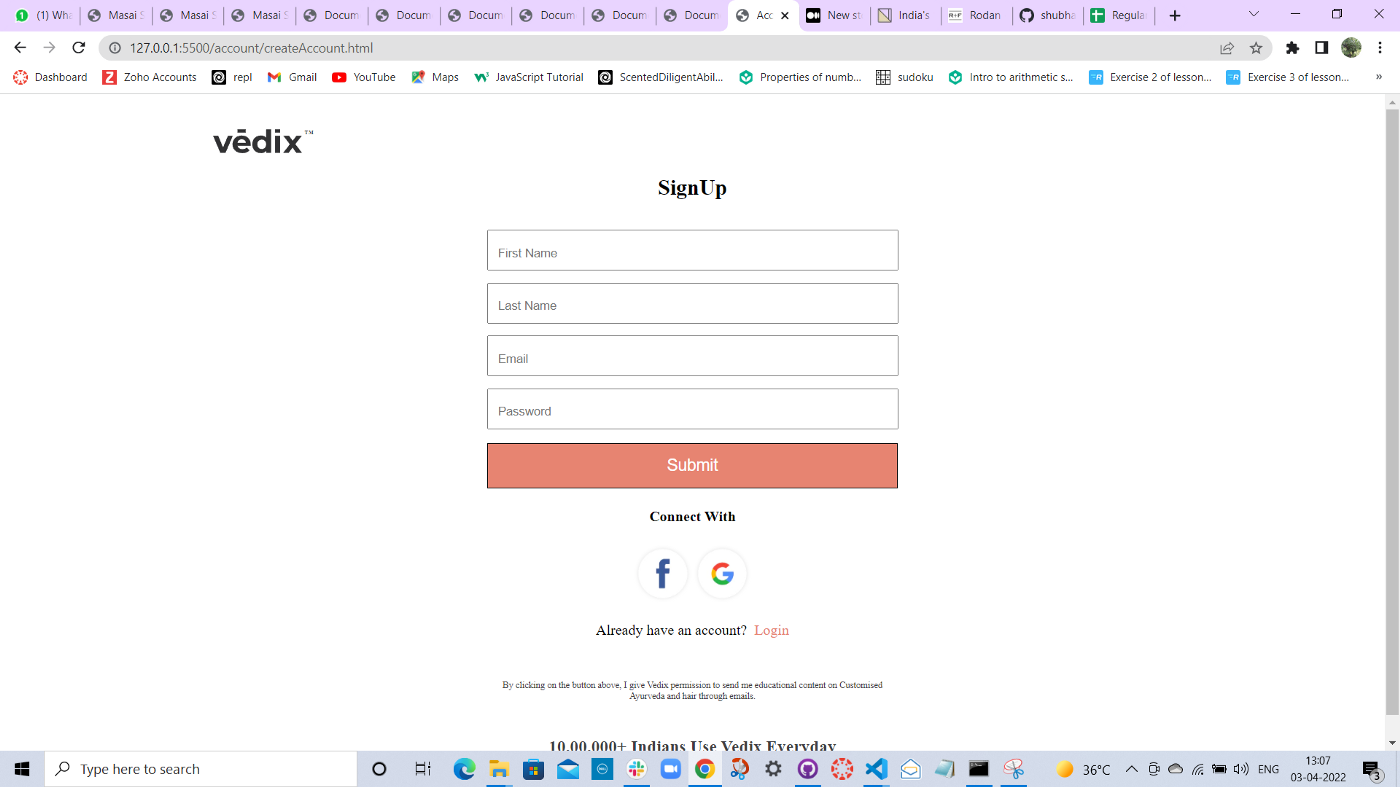 1 (1) Wha
Masai S
Masai S
Masai S
Docum
Docum
Docum
Docum
Docum
Docum
Acc
New st
India's
R+F Rodan
shubha
Regula
127.0.0.1:5500/account/createAccount.html
Dashboard
Zoho Accounts
repl
Gmail
YouTube
Maps
JavaScript Tutorial
ScentedDiligentAbil...
Properties of numb...
sudoku
Intro to arithmetic s...
Exercise 2 of lesson...
Exercise 3 of lesson...
vēdix™
SignUp
First Name
Last Name
Email
Password
Submit
Connect With
Already have an account? Login
By clicking on the button above, I give Vedix permission to send me educational content on Customised
Ayurveda and hair through emails.
10,00,000+ Indians Use Vedix Everyday
Type here to search
36°C
ENG
13:07
03-04-2022
3